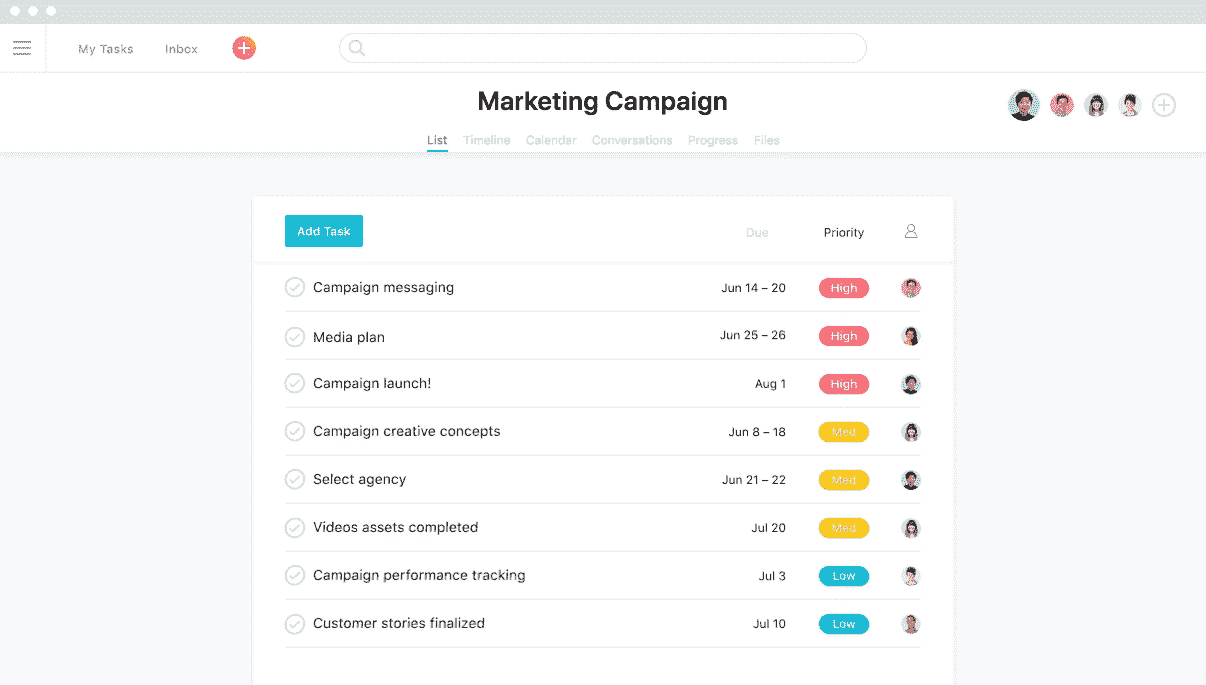 My Tasks Inbox
Marketing Campaign
List Timeline Calendar Conversations Progress Files
Add Task Due Priority
Campaign messaging Jun 14 – 20 High
Media plan Jun 25 – 26 High
Campaign launch! Aug 1 High
Campaign creative concepts Jun 8 – 18 Med
Select agency Jun 21 – 22 Med
Videos assets completed Jul 20 Med
Campaign performance tracking Jul 3 Low
Customer stories finalized Jul 10 Low